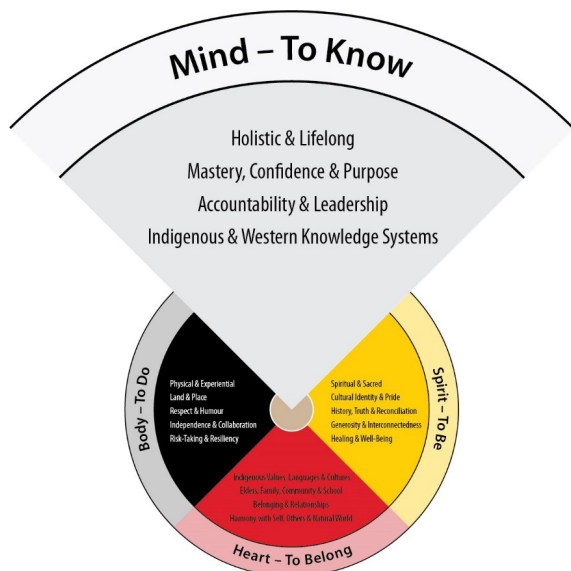 Mind – To Know
Holistic & Lifelong
Mastery, Confidence & Purpose
Accountability & Leadership
Indigenous & Western Knowledge Systems
Body – To Do
Physical & Experiential
Land & Place
Respect & Humour
Independence & Collaboration
Risk-Taking & Resiliency
Spiritual & Sacred
Cultural Identity & Pride
History, Truth & Reconciliation
Generosity & Interconnectedness
Healing & Well-Being
Spirit – To Be
Indigenous Values, Languages & Cultures
Elders, Family, Community & School
Belonging & Relationships
Harmony with Self, Others & Natural World
Heart – To Belong